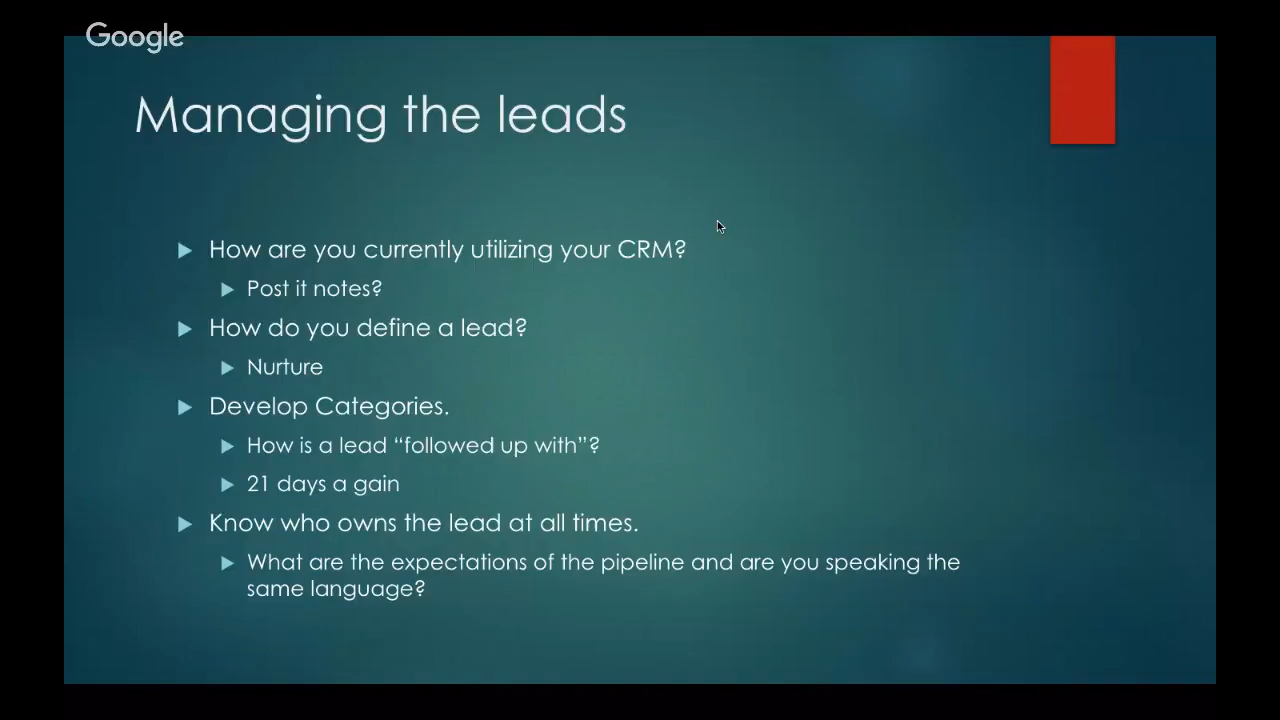 Google
Managing the leads
How are you currently utilizing your CRM?
Post it notes?
How do you define a lead?
Nurture
Develop Categories.
How is a lead “followed up with”?
21 days a gain
Know who owns the lead at all times.
What are the expectations of the pipeline and are you speaking the
same language?